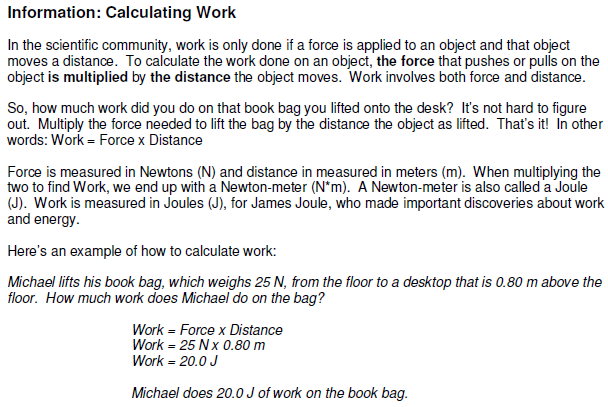 Information: Calculating Work
In the scientific community, work is only done if a force is applied to an object and that object
moves a distance. To calculate the work done on an object, the force that pushes or pulls on the
object is multiplied by the distance the object moves. Work involves both force and distance.
So, how much work did you do on that book bag you lifted onto the desk? It's not hard to figure
out. Multiply the force needed to lift the bag by the distance the object as lifted. That's it! In other
words: Work = Force x Distance
Force is measured in Newtons (N) and distance in measured in meters (m). When multiplying the
two to find Work, we end up with a Newton-meter (N*m). A Newton-meter is also called a Joule
(J). Work is measured in Joules (J), for James Joule, who made important discoveries about work
and energy.
Here's an example of how to calculate work:
Michael lifts his book bag, which weighs 25 N, from the floor to a desktop that is 0.80 m above the
floor. How much work does Michael do on the bag?
Work = Force x Distance
Work = 25 N x 0.80 m
Work = 20.0 J
Michael does 20.0 J of work on the book bag.